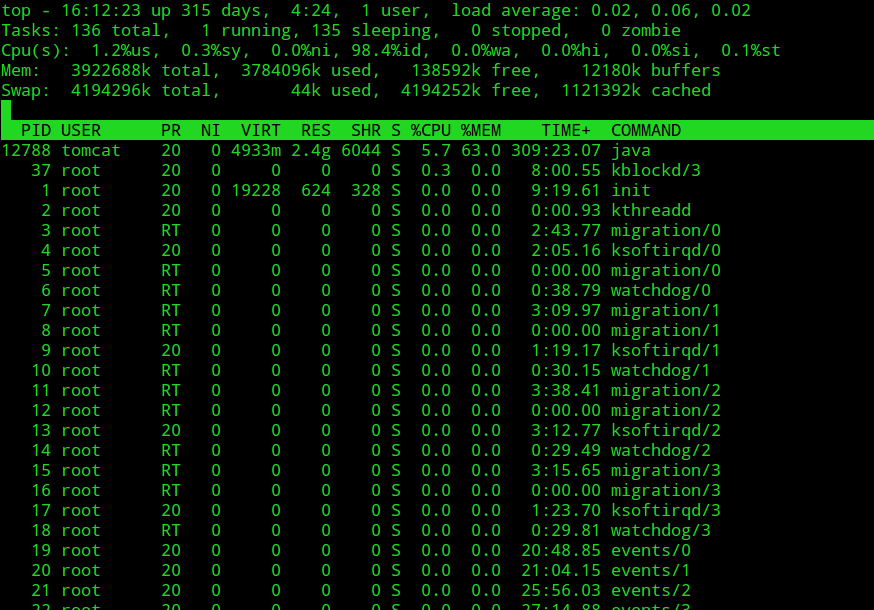 top - 16:12:23 up 315 days,  4:24,  1 user,  load average: 0.02, 0.06, 0.02
Tasks: 136 total,   1 running, 135 sleeping,   0 stopped,   0 zombie
Cpu(s):  1.2%us,  0.3%sy,  0.0%ni, 98.4%id,  0.0%wa,  0.0%hi,  0.0%si,  0.1%st
Mem:   3922688k total,  3784096k used,   138592k free,    12180k buffers
Swap:  4194296k total,       44k used,  4194252k free,  1121392k cached
  PID USER      PR  NI  VIRT  RES  SHR S %CPU %MEM    TIME+  COMMAND
12788 tomcat    20   0 4933m 2.4g 6044 S  5.7 63.0 309:23.07 java
   37 root      20   0     0    0    0 S  0.3  0.0   8:00.55 kblockd/3
    1 root      20   0 19228  624  328 S  0.0  0.0   9:19.61 init
    2 root      20   0     0    0    0 S  0.0  0.0   0:00.93 kthreadd
    3 root      RT   0     0    0    0 S  0.0  0.0   2:43.77 migration/0
    4 root      20   0     0    0    0 S  0.0  0.0   2:05.16 ksoftirqd/0
    5 root      RT   0     0    0    0 S  0.0  0.0   0:00.00 migration/0
    6 root      RT   0     0    0    0 S  0.0  0.0   0:38.79 watchdog/0
    7 root      RT   0     0    0    0 S  0.0  0.0   3:09.97 migration/1
    8 root      RT   0     0    0    0 S  0.0  0.0   0:00.00 migration/1
    9 root      20   0     0    0    0 S  0.0  0.0   1:19.17 ksoftirqd/1
   10 root      RT   0     0    0    0 S  0.0  0.0   0:30.15 watchdog/1
   11 root      RT   0     0    0    0 S  0.0  0.0   3:38.41 migration/2
   12 root      RT   0     0    0    0 S  0.0  0.0   0:00.00 migration/2
   13 root      20   0     0    0    0 S  0.0  0.0   3:12.77 ksoftirqd/2
   14 root      RT   0     0    0    0 S  0.0  0.0   0:29.49 watchdog/2
   15 root      RT   0     0    0    0 S  0.0  0.0   3:15.65 migration/3
   16 root      RT   0     0    0    0 S  0.0  0.0   0:00.00 migration/3
   17 root      20   0     0    0    0 S  0.0  0.0   1:23.70 ksoftirqd/3
   18 root      RT   0     0    0    0 S  0.0  0.0   0:29.81 watchdog/3
   19 root      20   0     0    0    0 S  0.0  0.0  20:48.85 events/0
   20 root      20   0     0    0    0 S  0.0  0.0  21:04.15 events/1
   21 root      20   0     0    0    0 S  0.0  0.0  25:56.03 events/2
   22 root      20   0     0    0    0 S  0.0  0.0  27:14.88 events/3